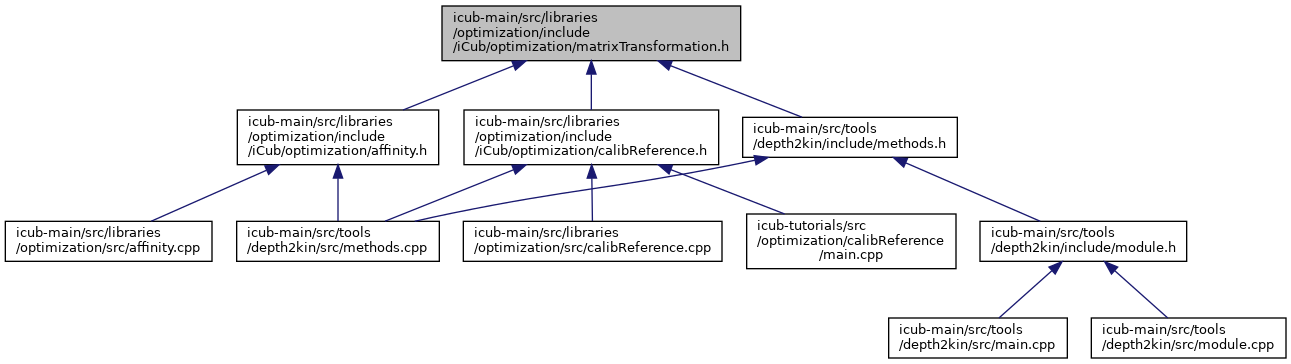 icub-main/src/libraries
/optimization/include
/iCub/optimization/matrixTransformation.h
icub-main/src/libraries
/optimization/include
/iCub/optimization/affinity.h
icub-main/src/libraries
/optimization/include
/iCub/optimization/calibReference.h
icub-main/src/tools
/depth2kin/include/methods.h
icub-main/src/libraries
/optimization/src/affinity.cpp
icub-main/src/tools
/depth2kin/src/methods.cpp
icub-main/src/libraries
/optimization/src/calibReference.cpp
icub-tutorials/src
/optimization/calibReference
/main.cpp
icub-main/src/tools
/depth2kin/include/module.h
icub-main/src/tools
/depth2kin/src/main.cpp
icub-main/src/tools
/depth2kin/src/module.cpp